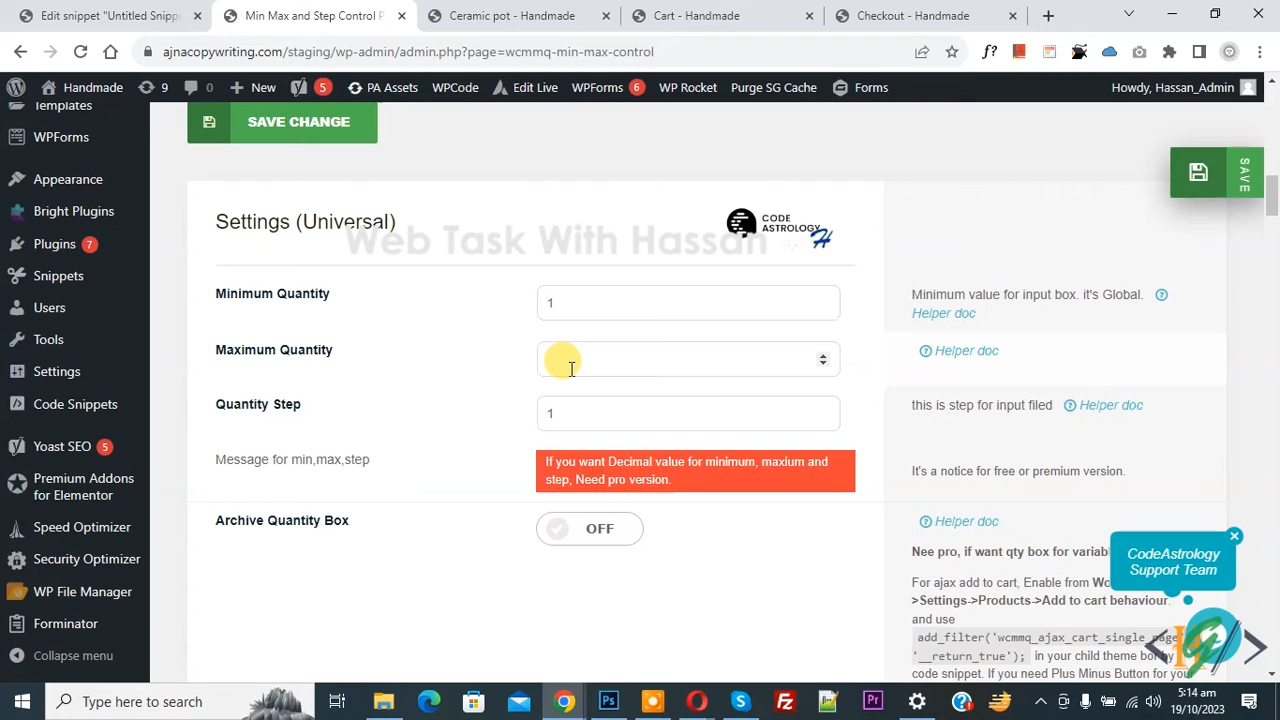 Edit snippet "Untitled Snippe
Min Max and Step Control P
Ceramic pot - Handmade
Cart - Handmade
Checkout - Handmade
ajnacopywriting.com/staging/wp-admin/admin.php?page=wcmmq-min-max-control
Handmade 9 0 New 5 PA Assets WPCode Edit Live WPForms 6 WP Rocket Purge SG Cache Forms Howdy, Hassan_Admin
Templates
WPForms
Appearance
Bright Plugins
Plugins 7
Snippets
Users
Tools
Settings
Code Snippets
Yoast SEO 5
Premium Addons
for Elementor
Speed Optimizer
Security Optimizer
WP File Manager
Forminator
Collapse menu
SAVE CHANGE
SAVE
Settings (Universal)
CODE
ASTROLOGY
Web Task With Hassan
Minimum Quantity
1
Minimum value for input box. it's Global.
Helper doc
Maximum Quantity
Helper doc
Quantity Step
1
this is step for input filed Helper doc
Message for min,max,step
If you want Decimal value for minimum, maxium and
step, Need pro version.
It's a notice for free or premium version.
Archive Quantity Box
OFF
Helper doc
Nee pro, if want qty box for
For ajax add to cart, Enable from
>Settings->Products->Add to cart behaviour.
and use
add_filter('wcmmq_ajax_cart_single_page'
'__return_true'); in your child theme
code snippet. If you need Plus Minus Button for
CodeAstrology
Support Team
Type here to search
5:14 am
19/10/2023